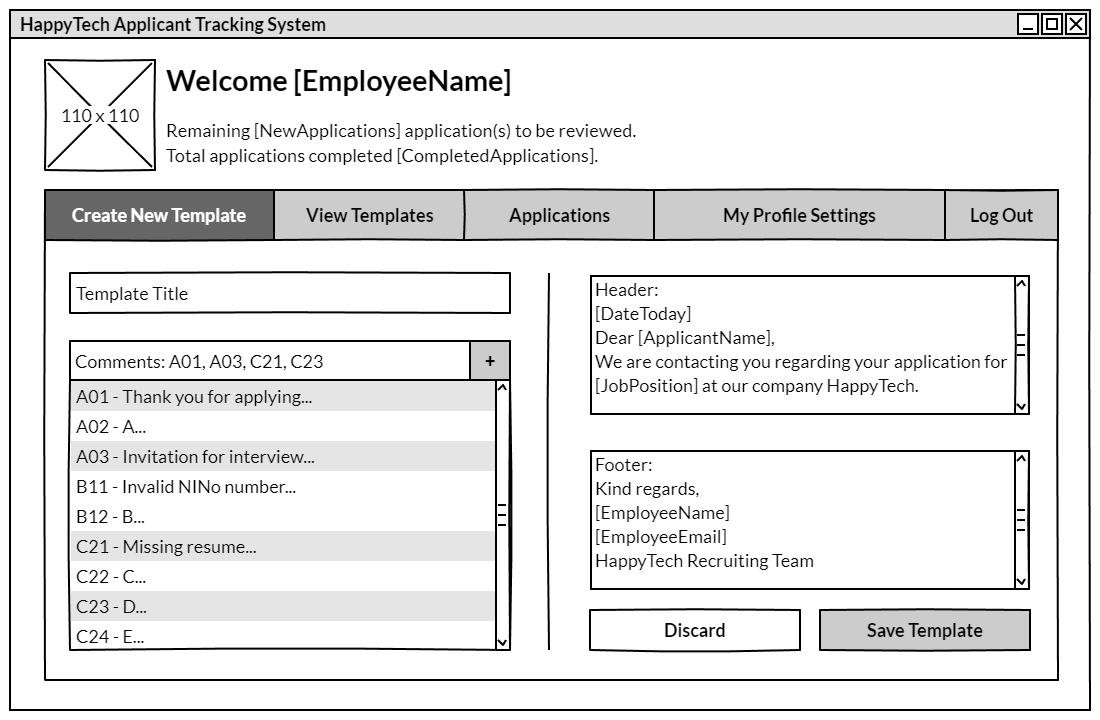 HappyTech Applicant Tracking System
110 x 110
Welcome [EmployeeName]
Remaining [NewApplications] application(s) to be reviewed.
Total applications completed [CompletedApplications].
Create New Template
View Templates
Applications
My Profile Settings
Log Out
Template Title
Comments: A01, A03, C21, C23
+
A01 - Thank you for applying...
A02 - A...
A03 - Invitation for interview...
B11 - Invalid NINo number...
B12 - B...
C21 - Missing resume...
C22 - C...
C23 - D...
C24 - E...
Header:
[DateToday]
Dear [ApplicantName],
We are contacting you regarding your application for
[JobPosition] at our company HappyTech.
Footer:
Kind regards,
[EmployeeName]
[EmployeeEmail]
HappyTech Recruiting Team
Discard
Save Template